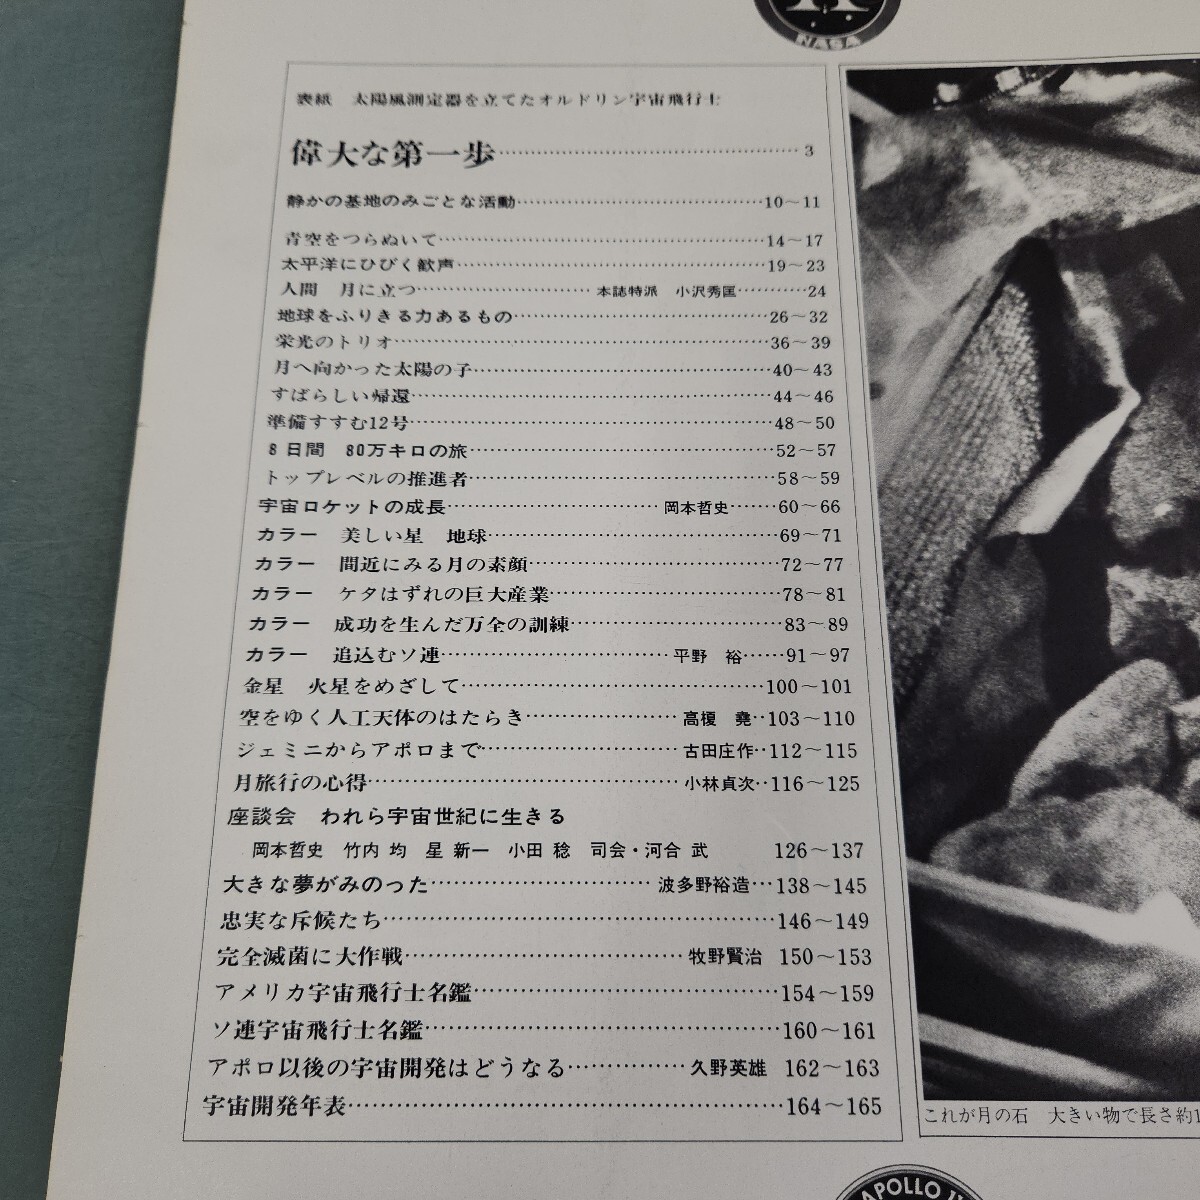 NASA
表紙　太陽風測定器を立てたオルドリン宇宙飛行士
偉大な第一歩……3
静かの基地のみごとな活動……10～11
青空をつらぬいて……14～17
太平洋にひびく歓声……19～23
人間　月に立つ……本誌特派　小沢秀匡……24
地球をふりきる力あるもの……26～32
栄光のトリオ……36～39
月へ向かった太陽の子……40～43
すばらしい帰還……44～46
準備すすむ12号……48～50
8日間　80万キロの旅……52～57
トップレベルの推進者……58～59
宇宙ロケットの成長……岡本哲史……60～66
カラー　美しい星　地球……69～71
カラー　間近にみる月の素顔……72～77
カラー　ケタはずれの巨大産業……78～81
カラー　成功を生んだ万全の訓練……83～89
カラー　追込むソ連……平野　裕……91～97
金星　火星をめざして……100～101
空をゆく人工天体のはたらき……高榎　堯‥103～110
ジェミニからアポロまで……古田庄作‥112～115
月旅行の心得……小林貞次‥116～125
座談会　われら宇宙世紀に生きる
岡本哲史　竹内 均　星 新一　小田 稔　司会・河合 武　126～137
大きな夢がみのった……波多野裕造…138～145
忠実な斥候たち……146～149
完全滅菌に大作戦……牧野賢治　150～153
アメリカ宇宙飛行士名鑑……154～159
ソ連宇宙飛行士名鑑……160～161
アポロ以後の宇宙開発はどうなる……久野英雄　162～163
宇宙開発年表……164～165
これが月の石　大きい物で長さ約1
APOLLO 11